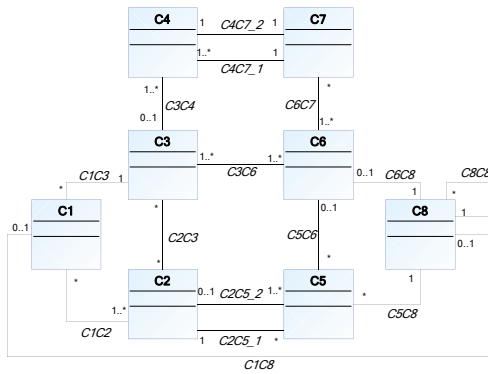 C4 1 C4C7_2 1 C7
1..* C4C7_1 1
1..* *
C3C4 C6C7
0..1 1..*
C3 C6
1..* 1..*
C1C3 1 C3C6 0..1 C6C8 C8C8
* 1 *
C1 * 0..1 C8 1
0..1 C2C3 C5C6 0..1
* * * 1
C2 0..1 C2C5_2 1..* C5 *
1..* C5C8
C1C2 1 C2C5_1 *
C1C8